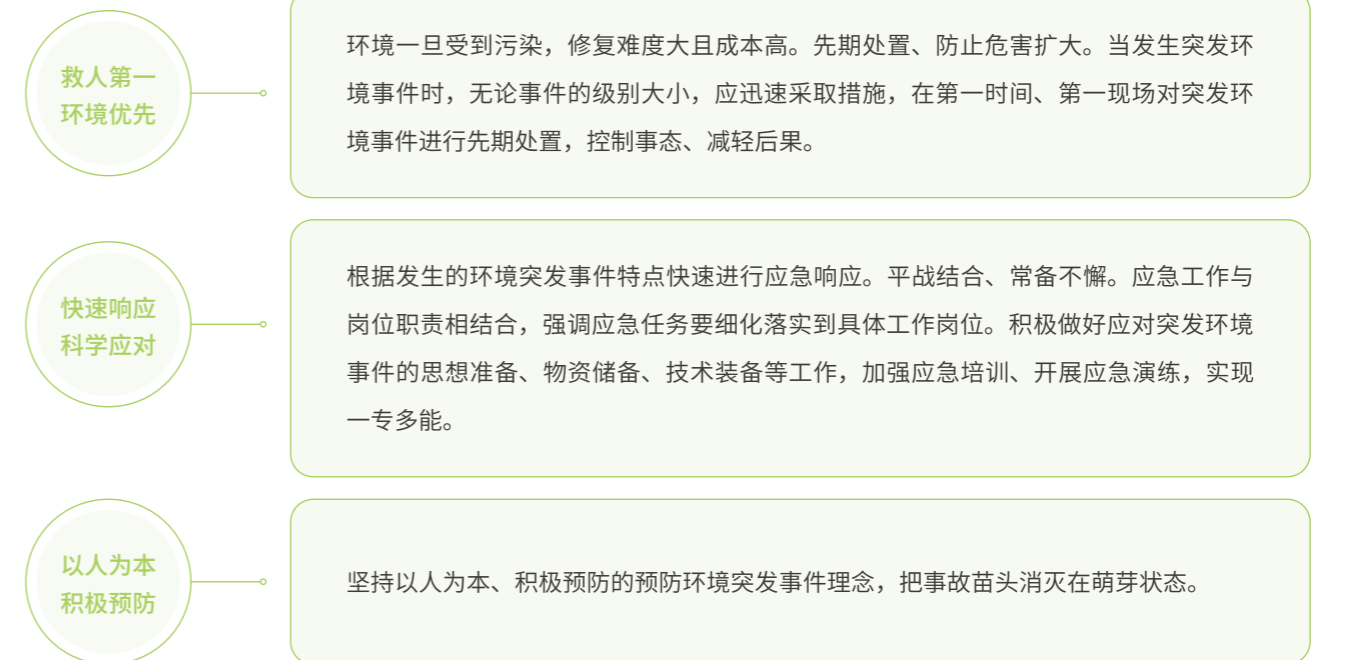 救人第一
环境优先
环境一旦受到污染，修复难度大且成本高。先期处置、防止危害扩大。当发生突发环
境事件时，无论事件的级别大小，应迅速采取措施，在第一时间、第一现场对突发环
境事件进行先期处置，控制事态、减轻后果。
快速响应
科学应对
根据发生的环境突发事件特点快速进行应急响应。平战结合、常备不懈。应急工作与
岗位职责相结合，强调应急任务要细化落实到具体工作岗位。积极做好应对突发环境
事件的思想准备、物资储备、技术装备等工作，加强应急培训、开展应急演练，实现
一专多能。
以人为本
积极预防
坚持以人为本、积极预防的预防环境突发事件理念，把事故苗头消灭在萌芽状态。